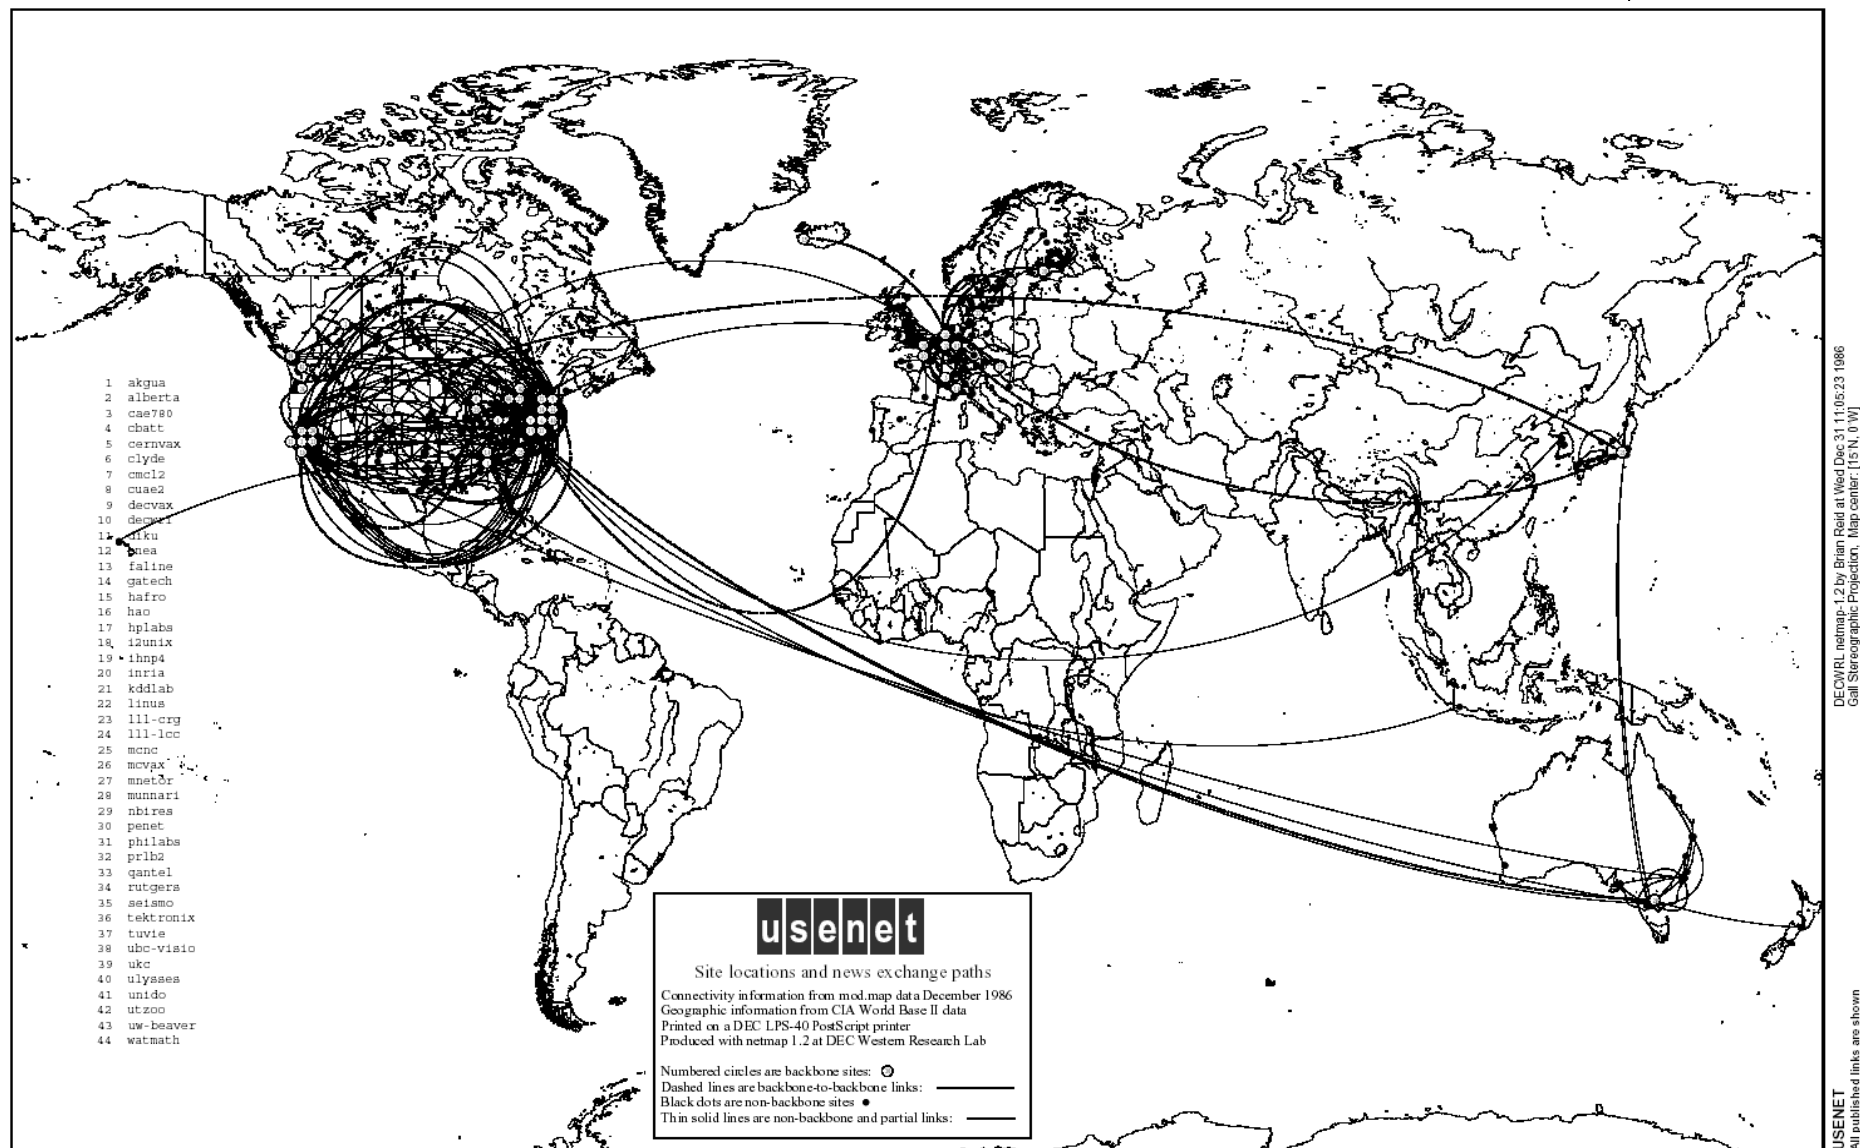 1 akgua
2 alberta
3 cae780
4 cbatt
5 cernvax
6 clyde
7 cmcl2
8 cuae2
9 decvax
10 decwrl
11 diku
12 enea
13 faline
14 gatech
15 hafro
16 hao
17 hplabs
18 i2unix
19 ihnp4
20 inria
21 kddlab
22 linus
23 lll-crg
24 lll-lcc
25 mcnc
26 mcvax
27 mnetor
28 munnari
29 nbires
30 penet
31 philabs
32 prlb2
33 qantel
34 rutgers
35 seismo
36 tektronix
37 tuvie
38 ubc-visio
39 ukc
40 ulysses
41 unido
42 utzoo
43 uw-beaver
44 watmath
usenet
Site locations and news exchange paths
Connectivity information from mod.map data December 1986
Geographic information from CIA World Base II data
Printed on a DEC LPS-40 PostScript printer
Produced with netmap 1.2 at DEC Western Research Lab
Numbered circles are backbone sites:
Dashed lines are backbone-to-backbone links:
Black dots are non-backbone sites
Thin solid lines are non-backbone and partial links:
DECWRL netmap-1.2 by Brian Reid at Wed Dec 31 11:05:23 1986
Gall Stereographic Projection, Map center: [15°N, 0°W]
USENET
All published links are shown